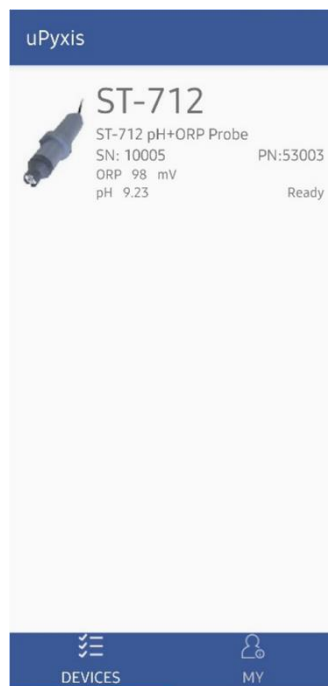 uPyxis
ST-712
ST-712 pH+ORP Probe
SN: 10005 PN:53003
ORP 98 mV
pH 9.23 Ready
DEVICES MY